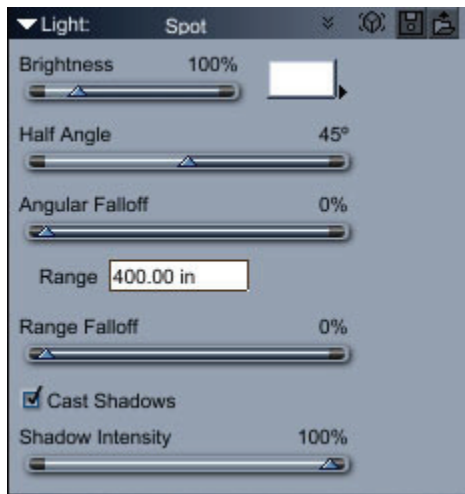 Light: Spot
Brightness 100%
Half Angle 45º
Angular Falloff 0%
Range 400.00 in
Range Falloff 0%
Cast Shadows
Shadow Intensity 100%